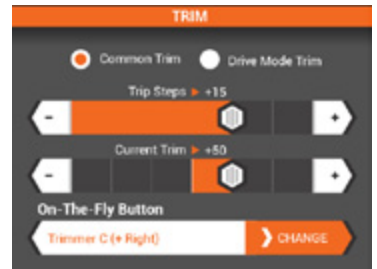 TRIM
Common Trim Drive Mode Trim
Trip Steps ▶ +15
- +
Current Trim ▶ +50
- +
On-The-Fly Button
Trimmer C (+ Right) ❯ CHANGE